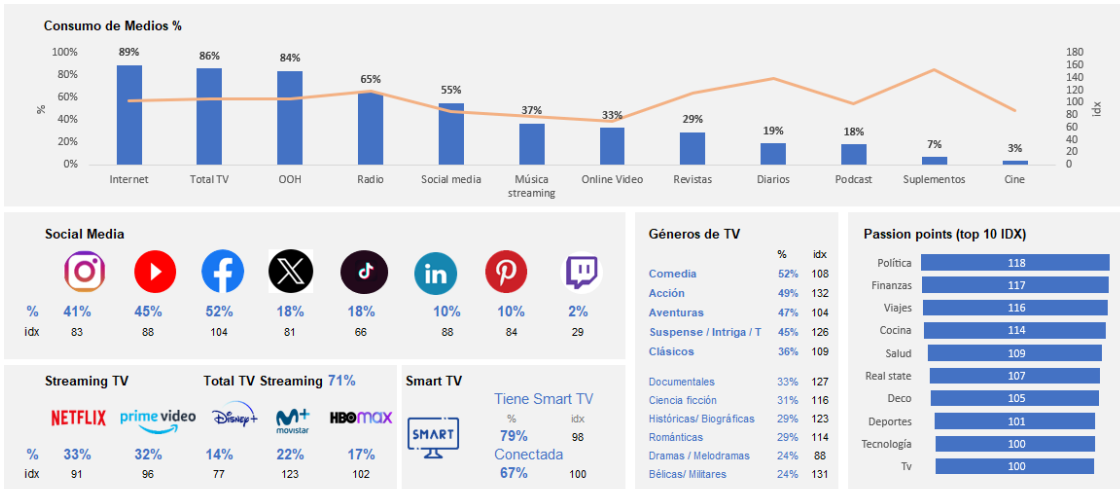 Consumo de Medios %
100%
80%
60%
40%
20%
0%
%
89%
86%
84%
65%
55%
37%
33%
29%
19%
18%
7%
3%
180
160
140
120
100
80
60
40
20
0
idx
Internet
Total TV
OOH
Radio
Social media
Música
streaming
Online Video
Revistas
Diarios
Podcast
Suplementos
Cine
Social Media
% 41% 45% 52% 18% 18% 10% 10% 2%
idx 83 88 104 81 66 88 84 29
Streaming TV Total TV Streaming 71%
NETFLIX prime video Disney+ M+ movistar HBOmax
% 33% 32% 14% 22% 17%
idx 91 96 77 123 102
Smart TV
SMART
Tiene Smart TV
% idx
79% 98
Conectada
67% 100
Géneros de TV
% idx
Comedia 52% 108
Acción 49% 132
Aventuras 47% 104
Suspense / Intriga / T 45% 126
Clásicos 36% 109
Documentales 33% 127
Ciencia ficción 31% 116
Históricas/ Biográficas 29% 123
Románticas 29% 114
Dramas / Melodramas 24% 88
Bélicas/ Militares 24% 131
Passion points (top 10 IDX)
Política 118
Finanzas 117
Viajes 116
Cocina 114
Salud 109
Real state 107
Deco 105
Deportes 101
Tecnología 100
Tv 100